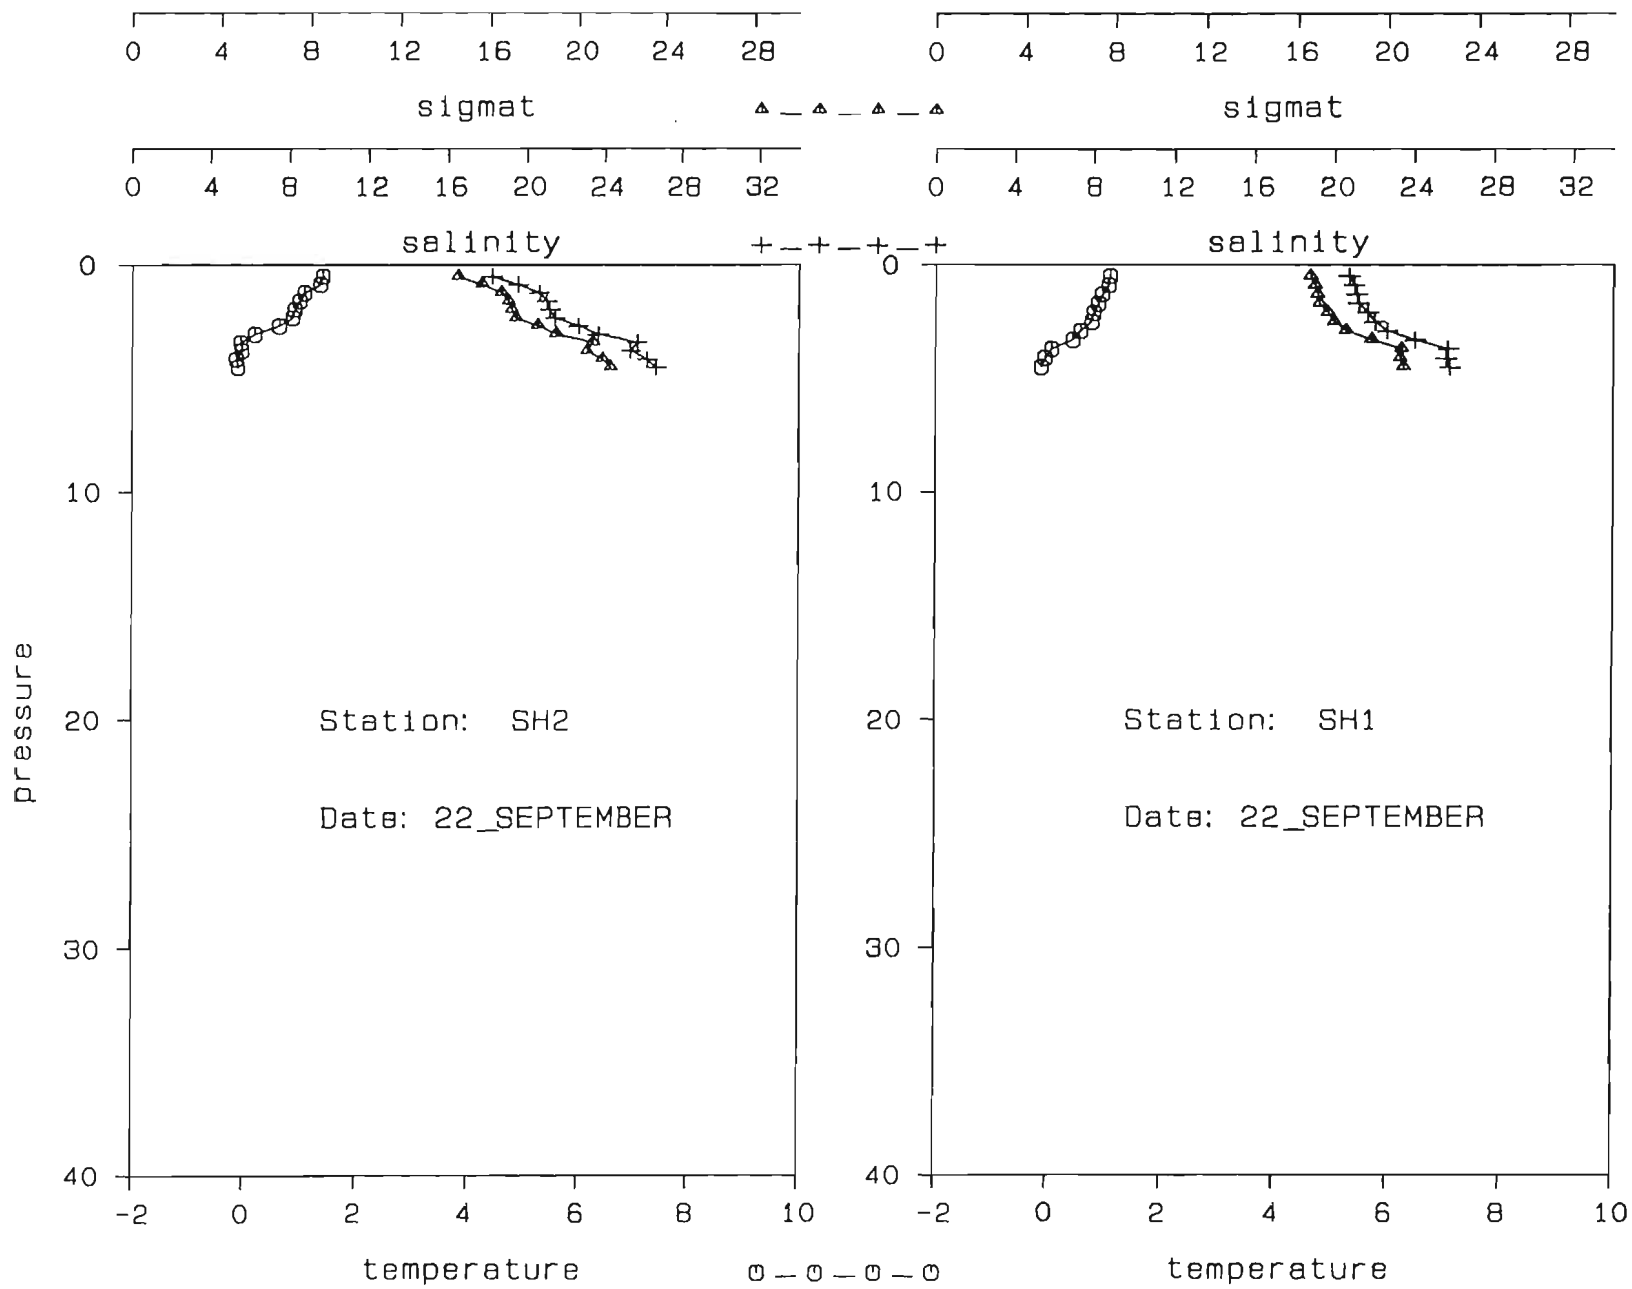 0 4 8 12 16 20 24 28 0 4 8 12 16 20 24 28
sigmat sigmat
0 4 8 12 16 20 24 28 32 0 4 8 12 16 20 24 28 32
salinity salinity
0 0
10 10
pressure
20 Station: SH2 20 Station: SH1
Date: 22_SEPTEMBER Date: 22_SEPTEMBER
30 30
40 40
-2 0 2 4 6 8 10 -2 0 2 4 6 8 10
temperature temperature